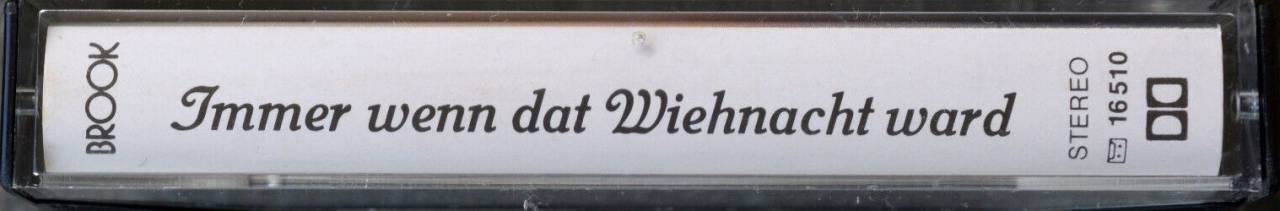 BROOK
Immer wenn dat Wiehnacht ward
STEREO
16 510